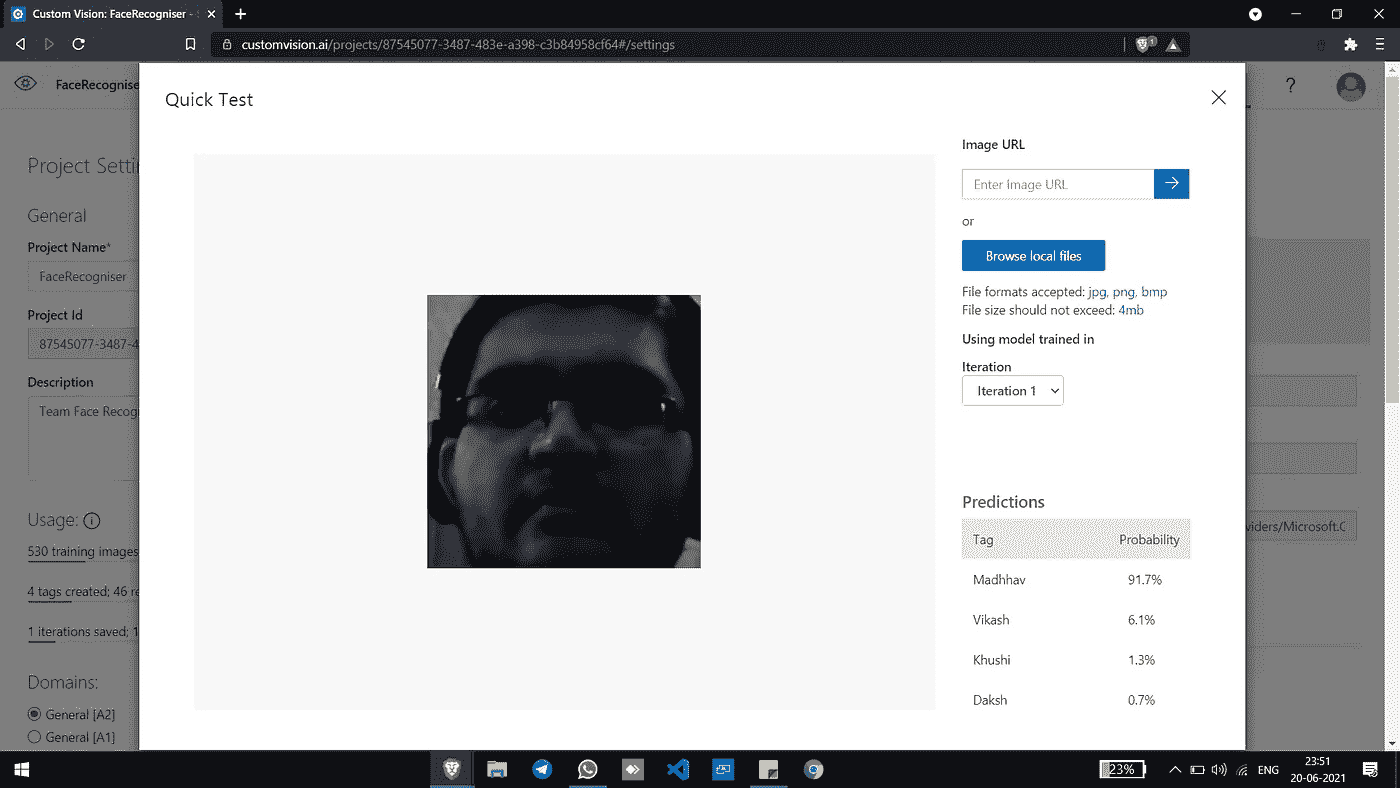 Custom Vision: FaceRecogniser -
customvision.ai/projects/87545077-3487-483e-a398-c3b84958cf64#/settings
1
FaceRecognise
?
Quick Test
Project Settin
General
Project Name*
FaceRecogniser
Project Id
87545077-3487-4
Description
Team Face Recog
Usage:
530 training images
4 tags created; 46 re
1 iterations saved; 1
Domains:
General [A2]
General [A1]
Image URL
Enter Image URL
or
Browse local files
File formats accepted: jpg, png, bmp
File size should not exceed: 4mb
Using model trained in
Iteration
Iteration 1
Predictions
Tag Probability
Madhhav 91.7%
Vikash 6.1%
Khushi 1.3%
Daksh 0.7%
viders/Microsoft.C
23%
ENG
23:51
20-06-2021